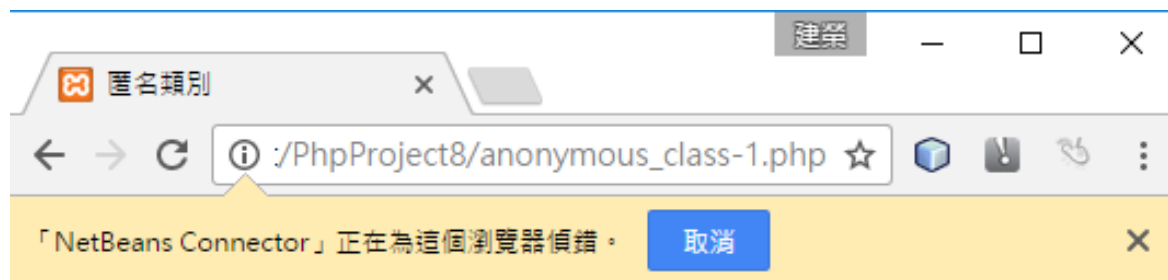 建榮
匿名類別
:/PhpProject8/anonymous_class-1.php
「NetBeans Connector」正在為這個瀏覽器偵錯。 取消